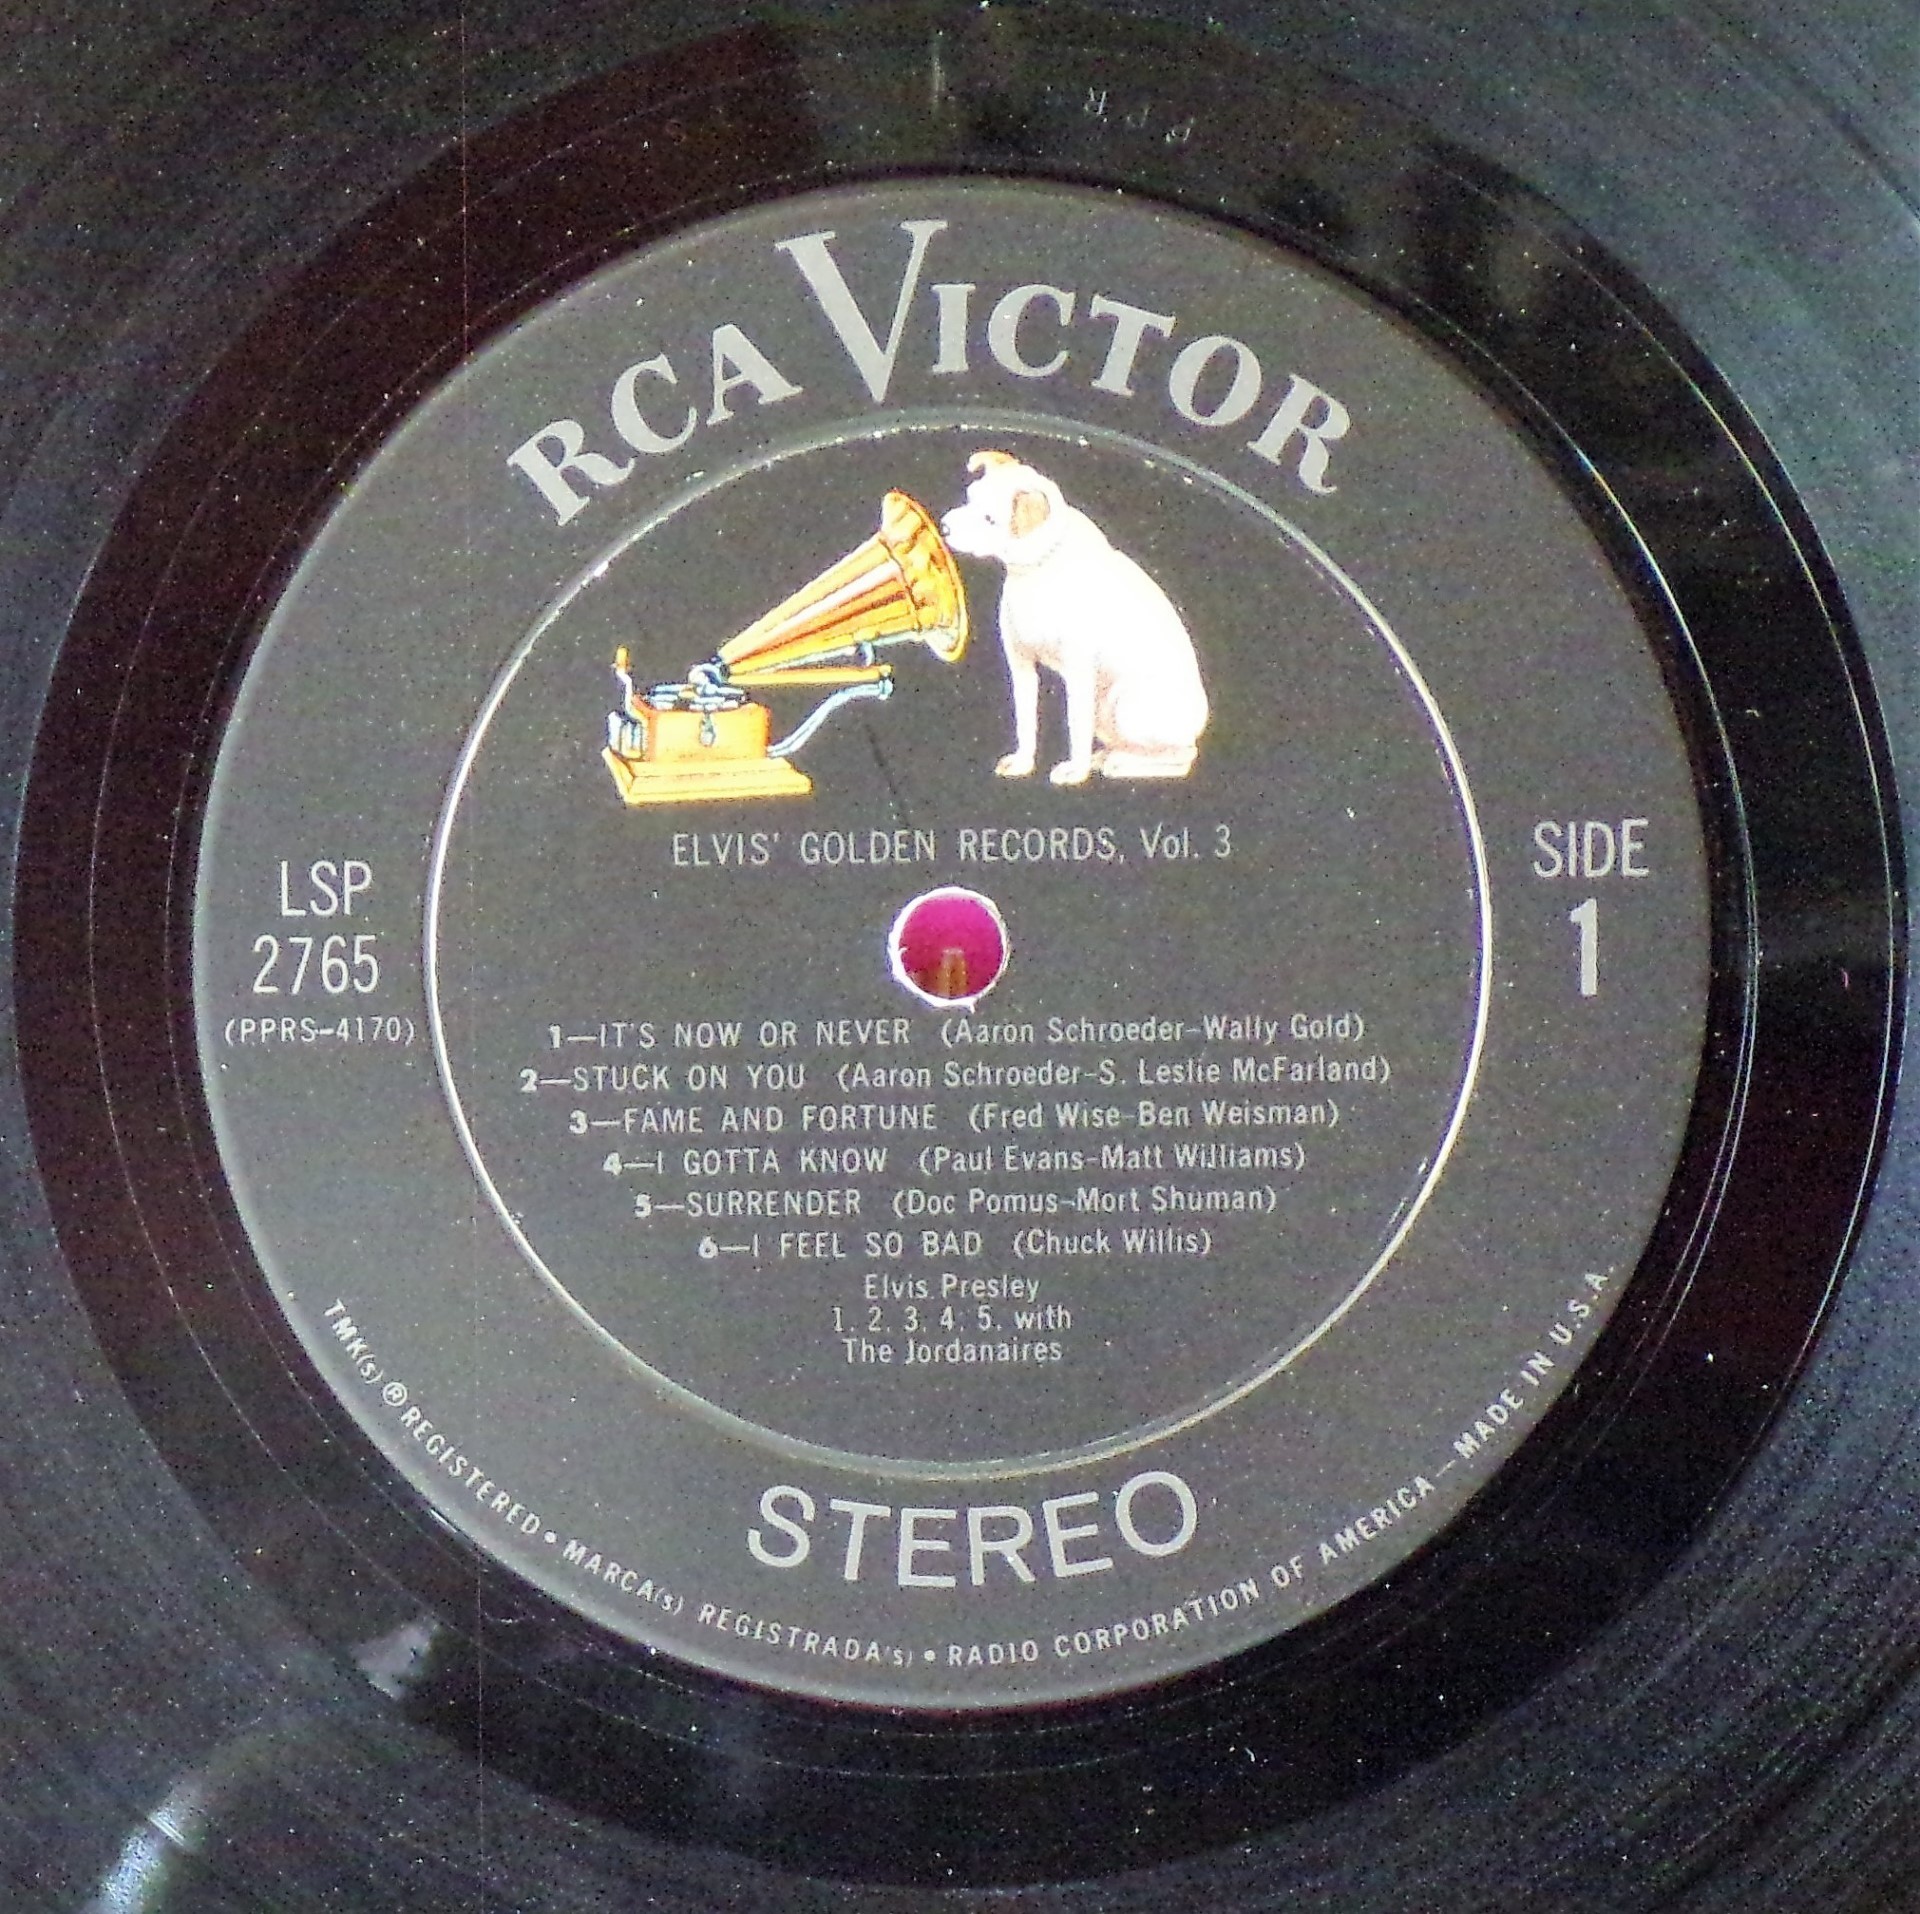 RCA VICTOR
ELVIS' GOLDEN RECORDS, Vol. 3
LSP
2765
(PPRS-4170)
SIDE
1
1—IT'S NOW OR NEVER (Aaron Schroeder-Wally Gold)
2—STUCK ON YOU (Aaron Schroeder-S. Leslie McFarland)
3—FAME AND FORTUNE (Fred Wise-Ben Weisman)
4—I GOTTA KNOW (Paul Evans-Matt Williams)
5—SURRENDER (Doc Pomus-Mort Shuman)
6—I FEEL SO BAD (Chuck Willis)
Elvis Presley
1, 2, 3, 4, 5, with
The Jordanaires
STEREO
TMK(s) ® REGISTERED • MARCA(s) REGISTRADA(s) • RADIO CORPORATION OF AMERICA—MADE IN U.S.A.